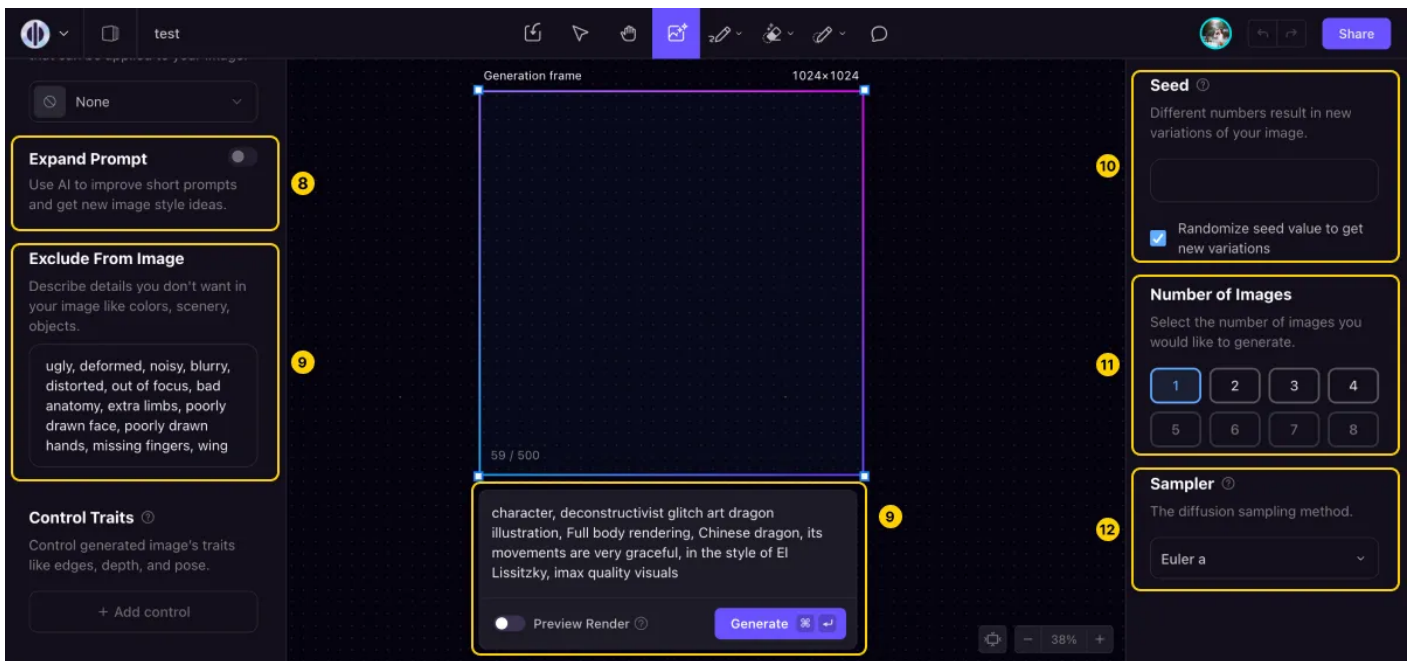 test
Share
that can be applied to your image.
None
Expand Prompt
Use AI to improve short prompts
and get new image style ideas.
8
Exclude From Image
Describe details you don't want in
your image like colors, scenery,
objects.
ugly, deformed, noisy, blurry,
distorted, out of focus, bad
anatomy, extra limbs, poorly
drawn face, poorly drawn
hands, missing fingers, wing
9
Control Traits
Control generated image's traits
like edges, depth, and pose.
+ Add control
Generation frame
1024×1024
59 / 500
character, deconstructivist glitch art dragon
illustration, Full body rendering, Chinese dragon, its
movements are very graceful, in the style of El
Lissitzky, imax quality visuals
Preview Render
Generate ⌘ ↵
9
− 38% +
Seed
Different numbers result in new
variations of your image.
Randomize seed value to get
new variations
10
Number of Images
Select the number of images you
would like to generate.
1 2 3 4
5 6 7 8
11
Sampler
The diffusion sampling method.
Euler a
12